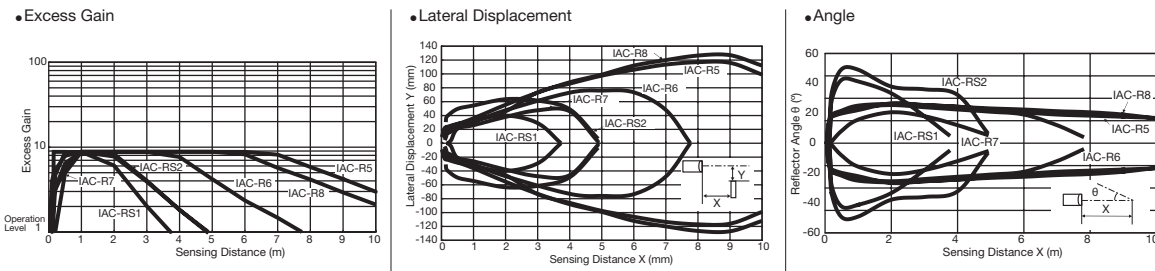 • Excess Gain
100
10
1
Excess Gain
Operation
Level
IAC-R7
IAC-RS2
IAC-RS1
IAC-R6
IAC-R5
IAC-R8
0 1 2 3 4 5 6 7 8 9 10
Sensing Distance (m)
• Lateral Displacement
140
120
100
80
60
40
20
0
-20
-40
-60
-80
-100
-120
-140
Lateral Displacement Y (mm)
IAC-R8
IAC-R5
IAC-R6
IAC-R7
IAC-RS2
IAC-RS1
Y
X
0 1 2 3 4 5 6 7 8 9 10
Sensing Distance X (mm)
• Angle
60
40
20
0
-20
-40
-60
Reflector Angle θ (°)
IAC-RS2
IAC-R8
IAC-R5
IAC-RS1
IAC-R7
IAC-R6
θ
X
0 2 4 6 8 10
Sensing Distance X (m)